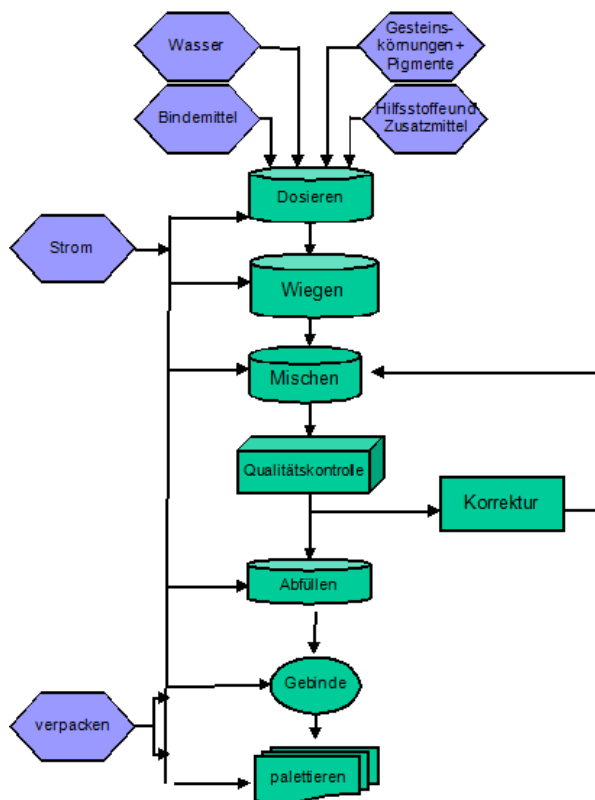 Wasser
Gesteins-
körnungen+
Pigmente
Bindemittel
Hilfsstoffeund
Zusatzmittel
Dosieren
Strom
Wiegen
Mischen
Qualitätskontrolle
Korrektur
Abfüllen
Gebinde
verpacken
palettieren